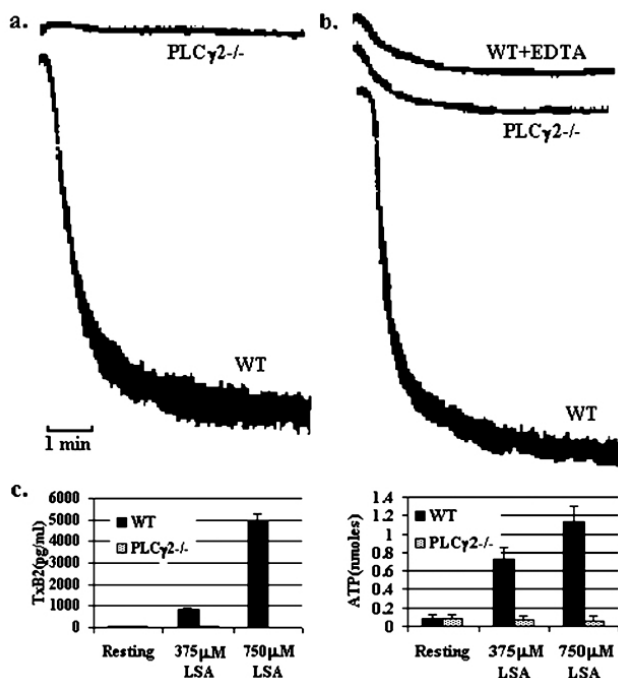 a.
PLCγ2-/-
WT
1 min
b.
WT+EDTA
PLCγ2-/-
WT
c.
TxB2(pg/ml)
6000
5000
4000
3000
2000
1000
0
WT
PLCγ2-/-
Resting
375μM
LSA
750μM
LSA
ATP(nmoles)
1.4
1.2
1
0.8
0.6
0.4
0.2
0
WT
PLCγ2-/-
Resting
375μM
LSA
750μM
LSA